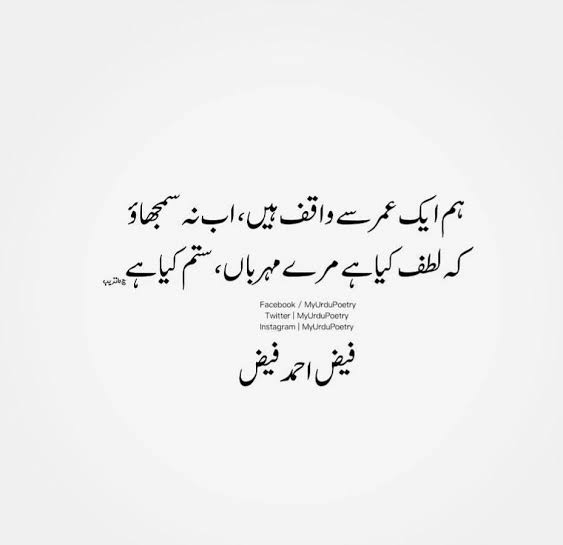 ہم ایک عمر سے واقف ہیں، اب نہ سمجھاؤ
کہ لطف کیا ہے مرے مہرباں، ستم کیا ہے
Facebook / MyUrduPoetry
Twitter | MyUrduPoetry
Instagram | MyUrduPoetry
فیض احمد فیض